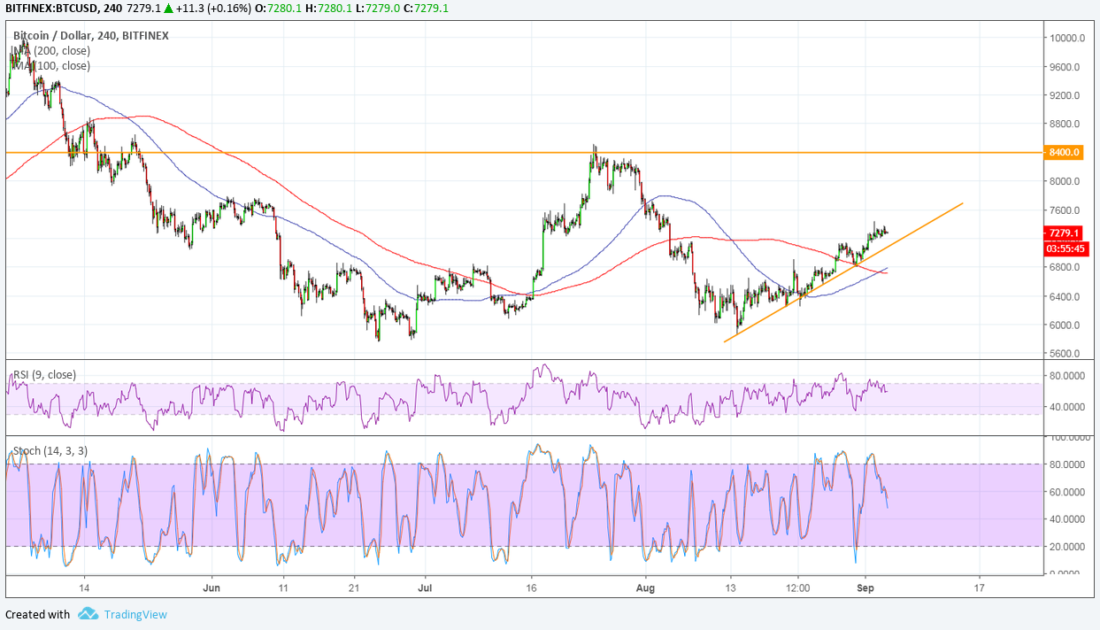 BITFINEX:BTCUSD, 240 7279.1 ▲ +11.3 (+0.16%) O:7280.1 H:7280.1 L:7279.0 C:7279.1
Bitcoin / Dollar, 240, BITFINEX
MA (200, close)
MA (100, close)
10000.0
9600.0
9200.0
8800.0
8400.0
8000.0
7600.0
7279.1
03:55:45
6800.0
6400.0
6000.0
5600.0
RSI (9, close)
80.0000
40.0000
Stoch (14, 3, 3)
100.0000
80.0000
60.0000
40.0000
20.0000
0.0000
14 Jun 11 21 Jul 16 Aug 13 12:00 Sep 17
Created with TradingView